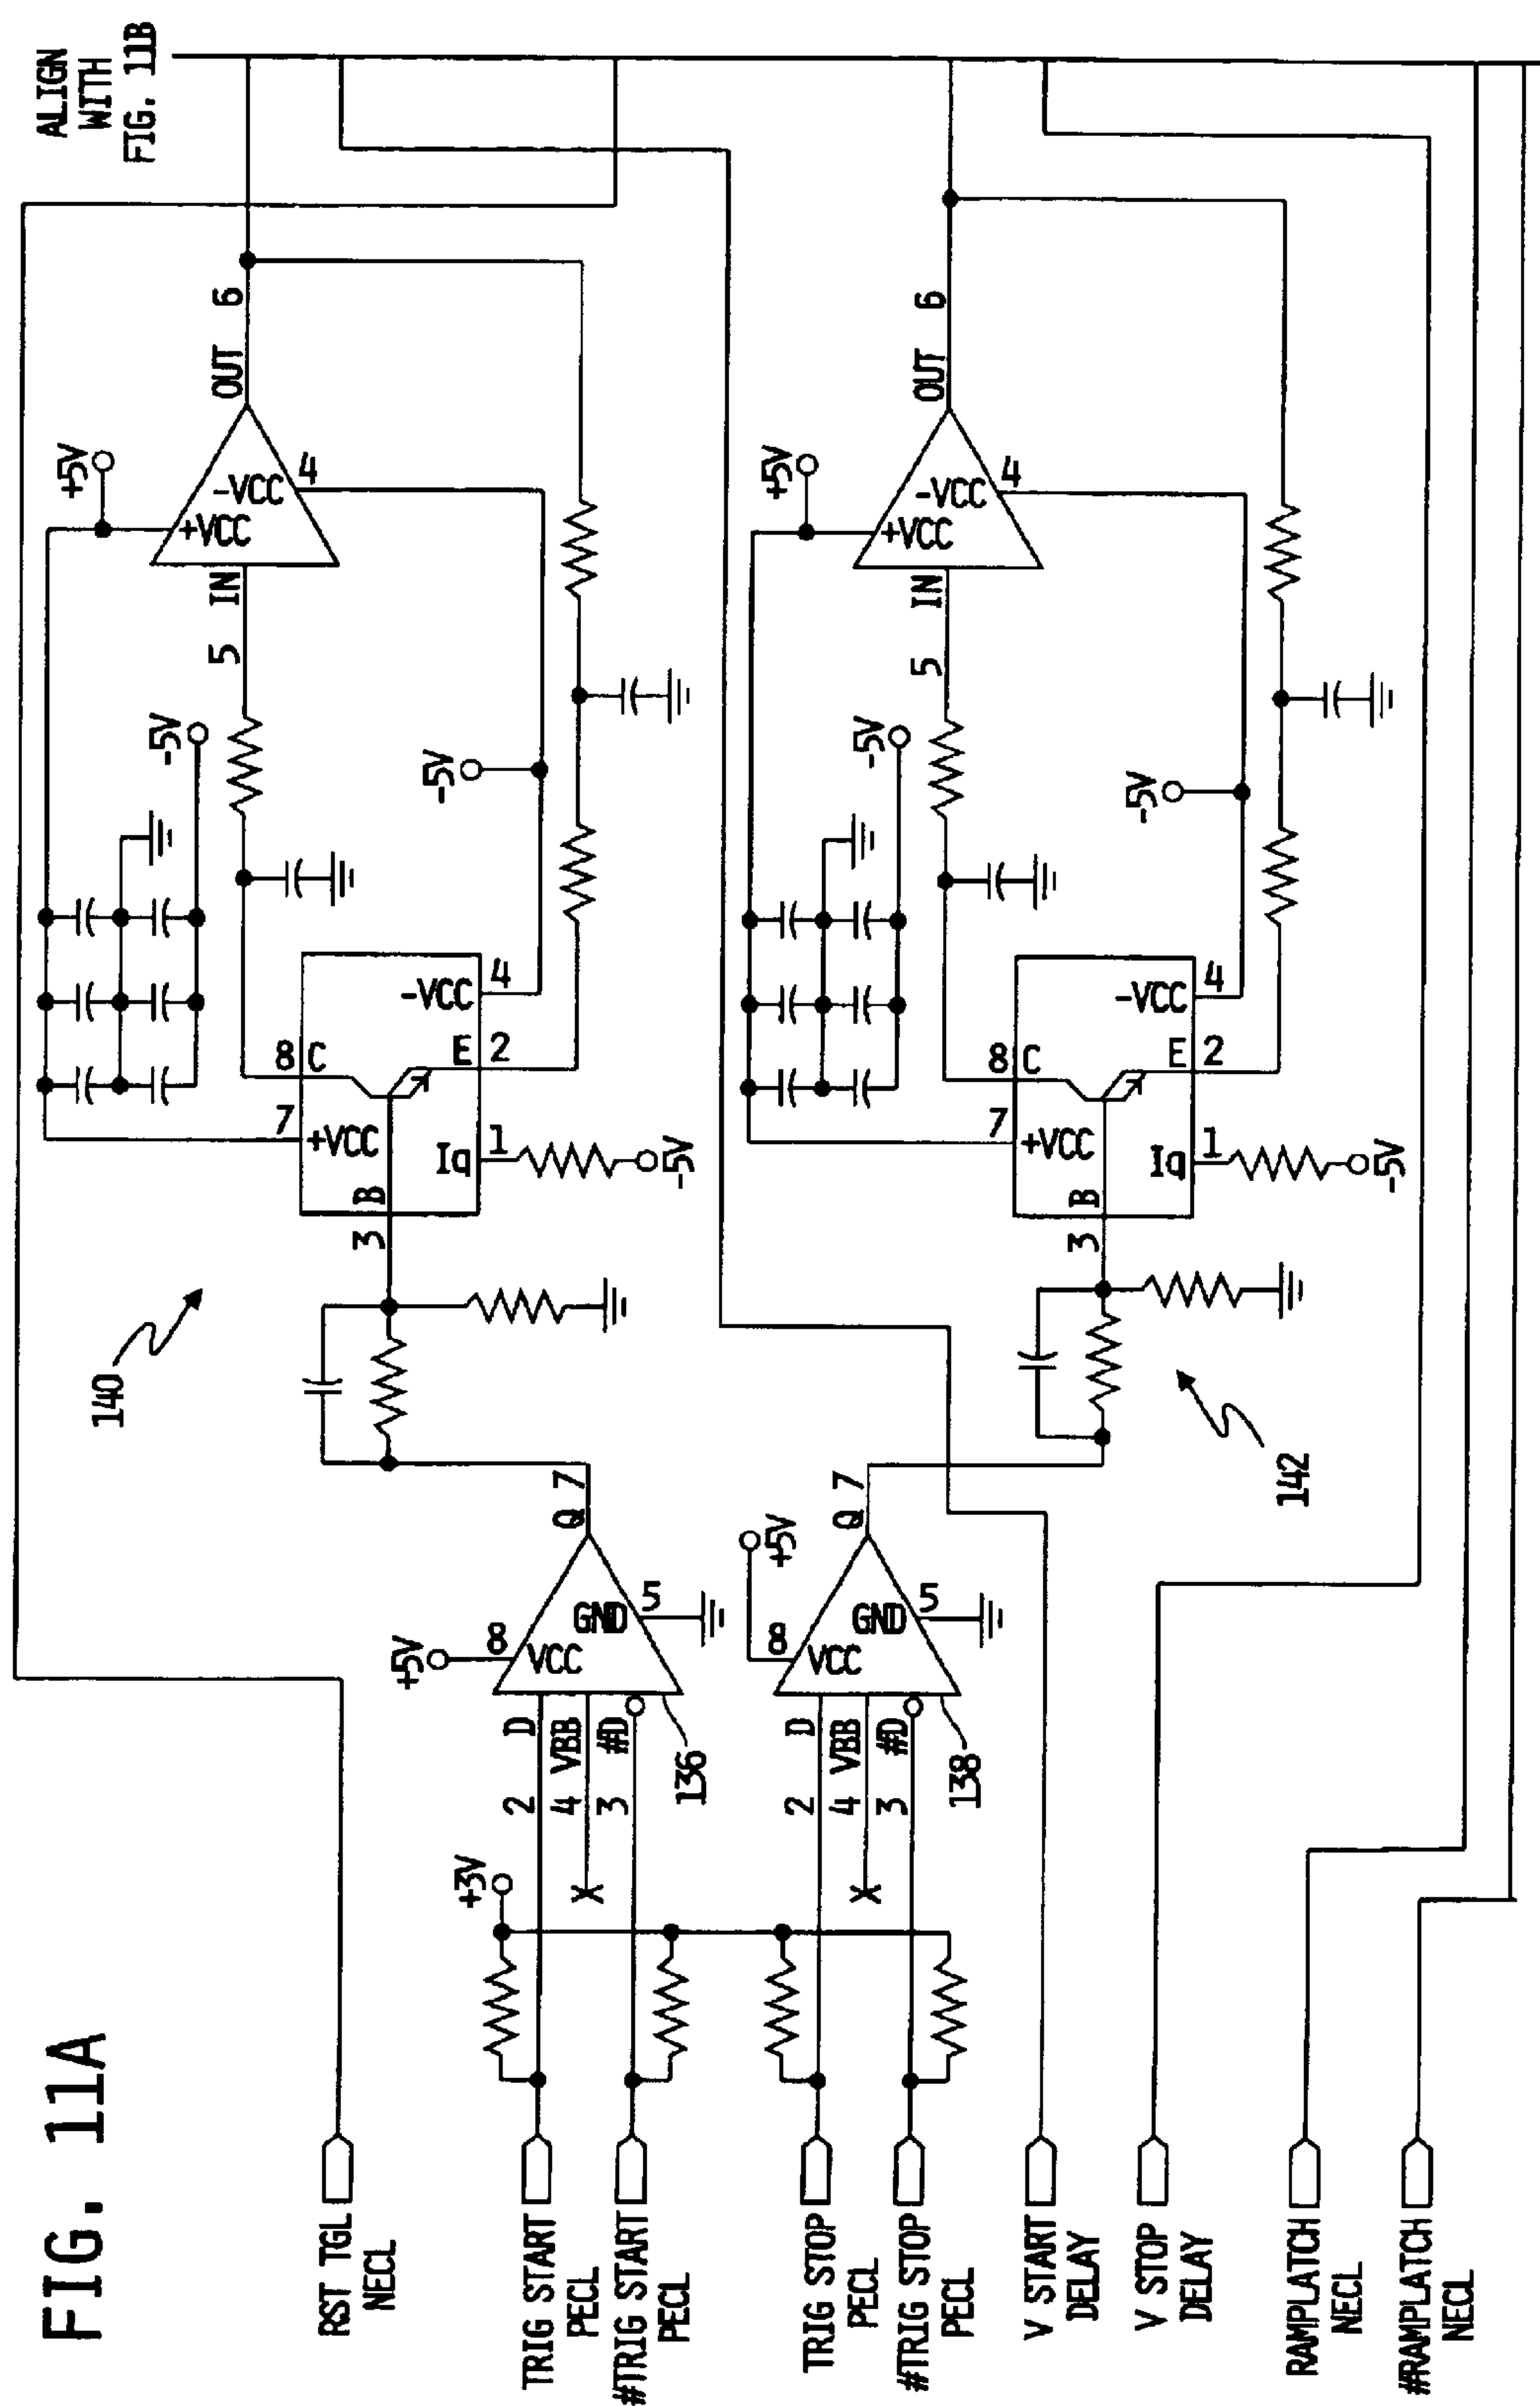 FIG. 11A
ALIGN
WITH
FIG. 11B
RST TGL
NECL
TRIG START
PECL
#TRIG START
PECL
TRIG STOP
PECL
#TRIG STOP
PECL
V START
DELAY
V STOP
DELAY
RAMPLATCH
NECL
#RAMPLATCH
NECL
+3V
2
D
4
VBB
3
#D
136
+5V
8
VCC
GND
5
Q
7
140
3
B
7
+VCC
8
C
Iq
1
-5V
E
2
-VCC
4
-5V
-5V
5
IN
+5V
+VCC
-VCC
4
OUT
6
2
D
4
VBB
3
#D
138
+5V
8
VCC
GND
5
Q
7
142
3
B
7
+VCC
8
C
Iq
1
-5V
E
2
-VCC
4
-5V
-5V
5
IN
+5V
+VCC
-VCC
4
OUT
6